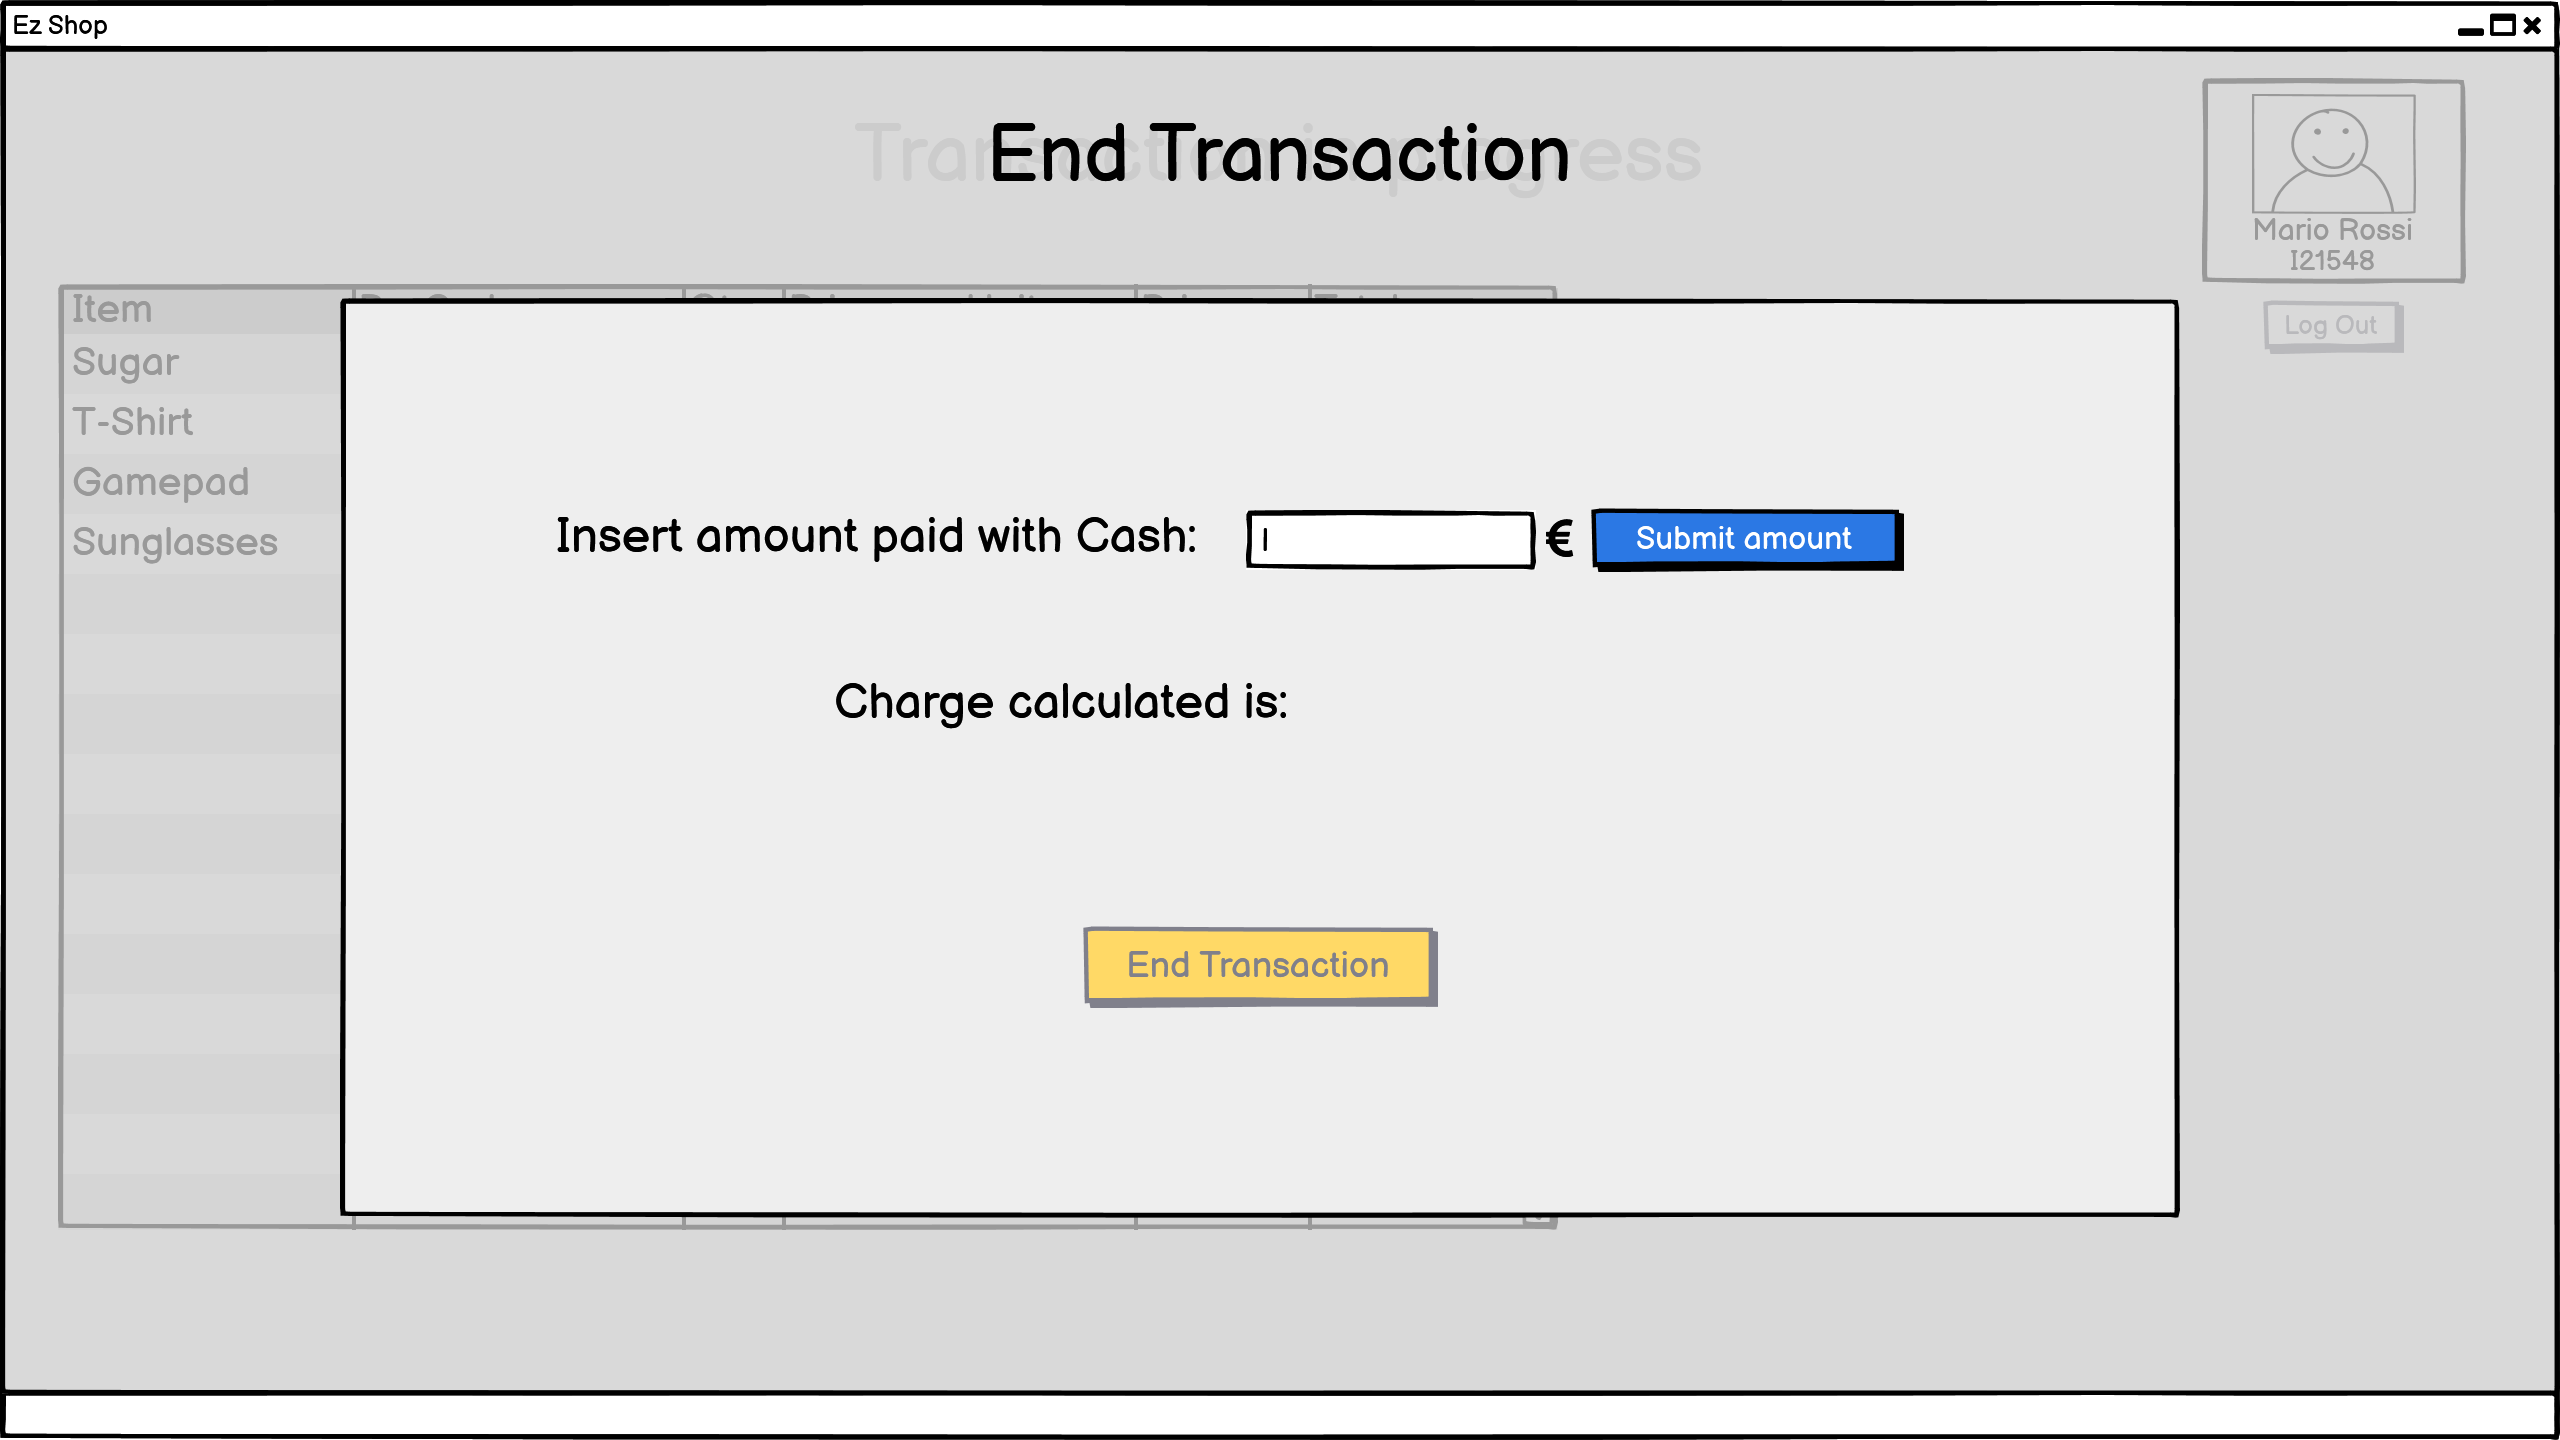 Ez Shop
End Transaction
Mario Rossi
I21548
Log Out
Item
Sugar
T-Shirt
Gamepad
Sunglasses
Insert amount paid with Cash: € Submit amount
Charge calculated is:
End Transaction